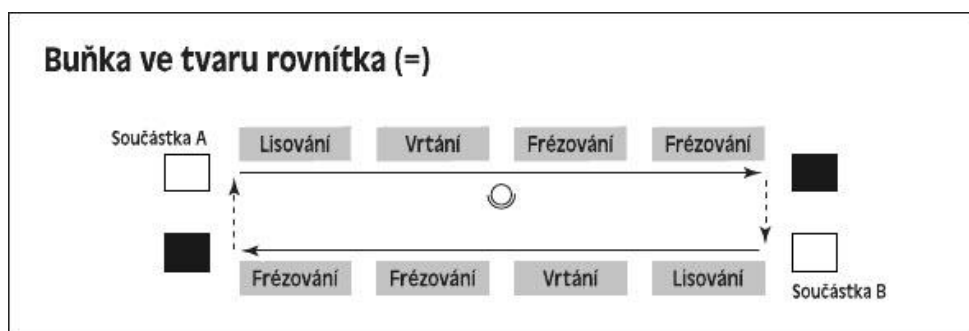 Buňka ve tvaru rovnítka (=)
Součástka A
Lisování Vrtání Frézování Frézování
Frézování Frézování Vrtání Lisování
Součástka B